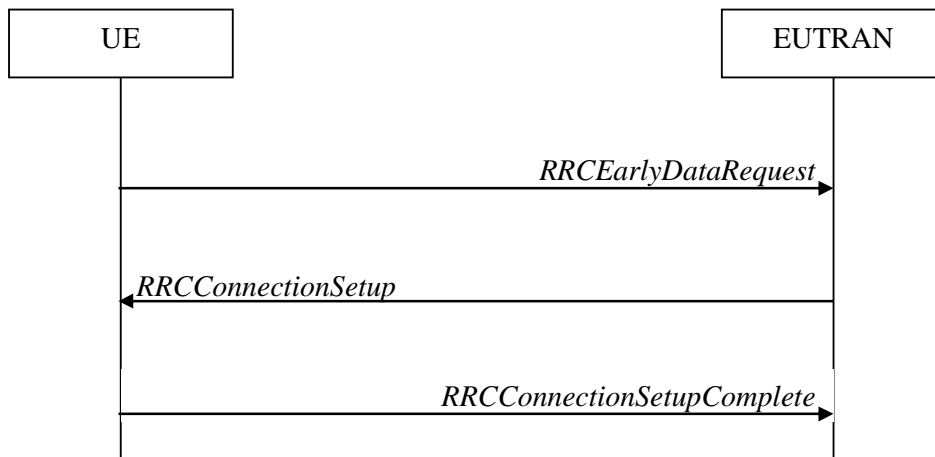 UE
EUTRAN
RRCEarlyDataRequest
RRCConnectionSetup
RRCConnectionSetupComplete